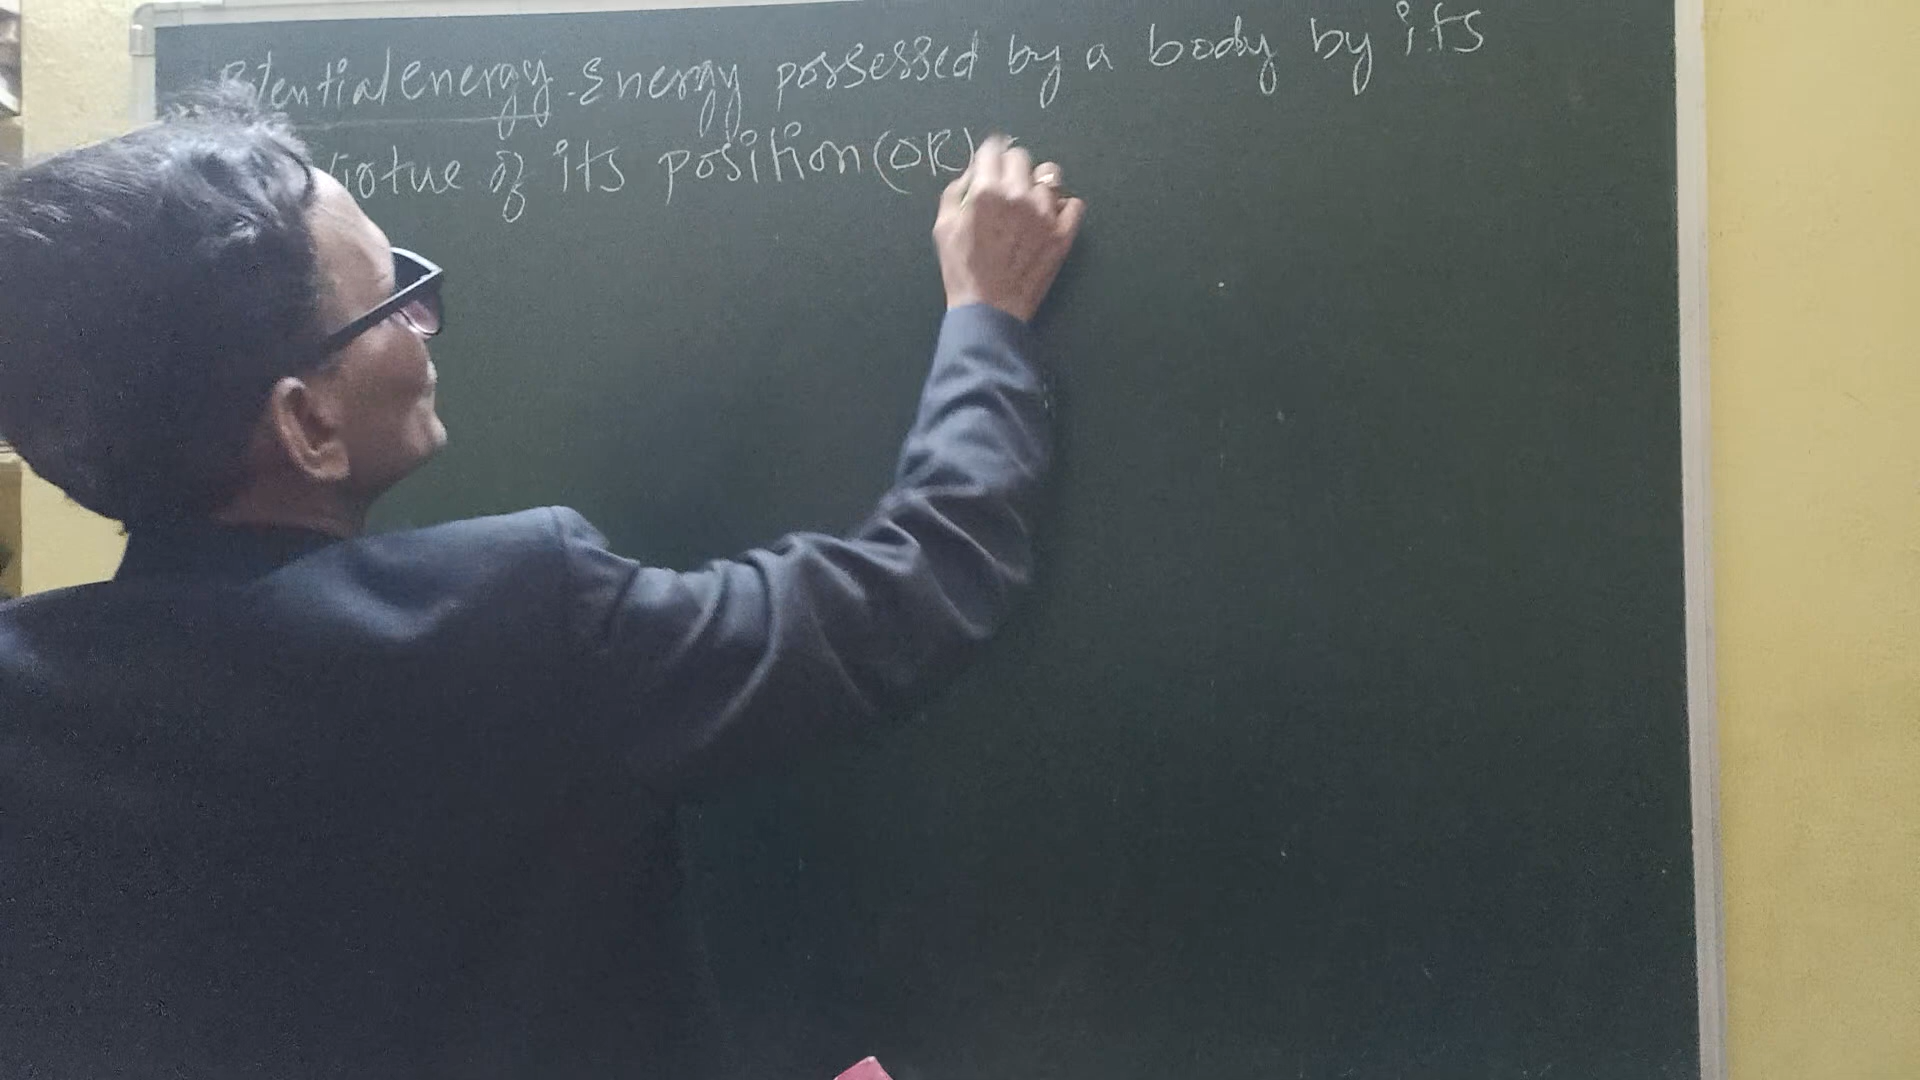 Potential energy - Energy possessed by a body by its
virtue of its position (OR)